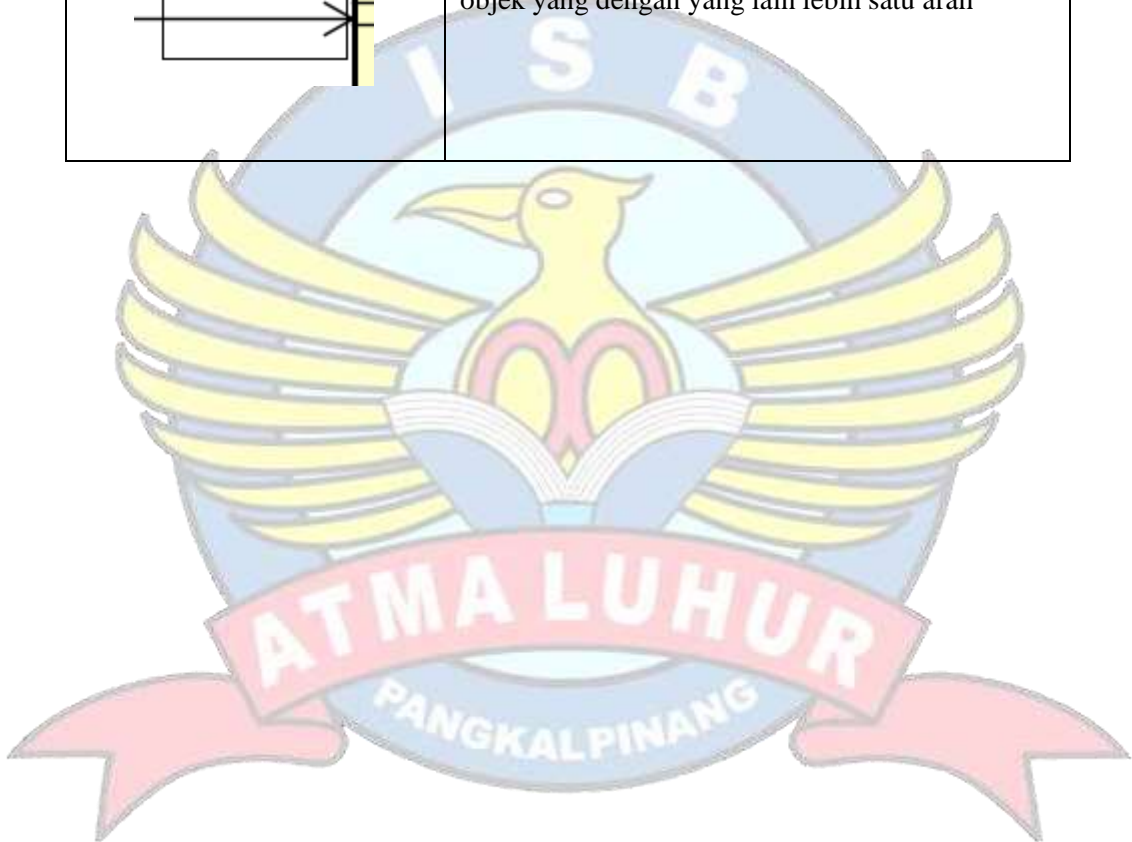 objek yang dengan yang lain lebih satu arah
I S B
ATMA LUHUR
PANGKALPINANG